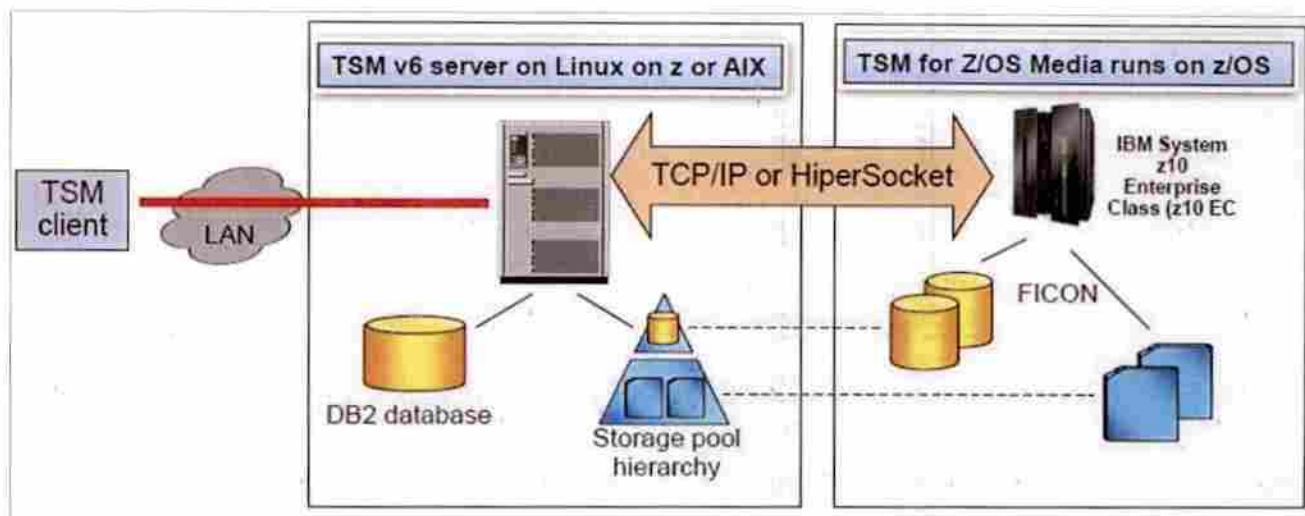 TSM v6 server on Linux on z or AIX
TSM for Z/OS Media runs on z/OS
TSM
client
LAN
TCP/IP or HiperSocket
IBM System
z10
Enterprise
Class (z10 EC
DB2 database
Storage pool
hierarchy
FICON